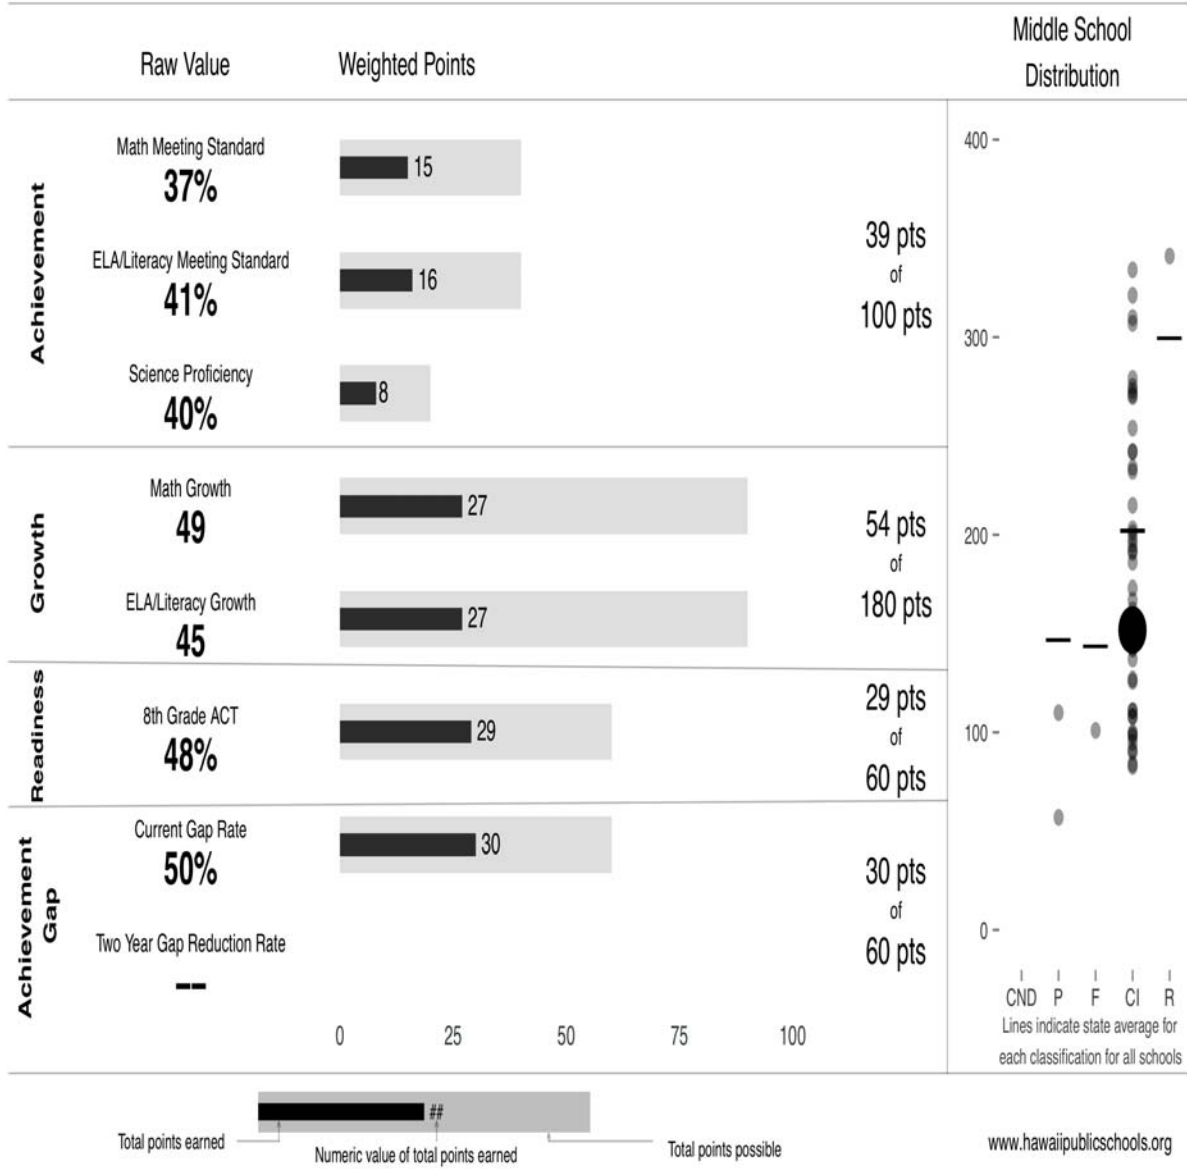 Raw Value
Weighted Points
Middle School
Distribution
Achievement
Math Meeting Standard
37%
15
ELA/Literacy Meeting Standard
41%
16
Science Proficiency
40%
8
39 pts
of
100 pts
Growth
Math Growth
49
27
ELA/Literacy Growth
45
27
54 pts
of
180 pts
Readiness
8th Grade ACT
48%
29
29 pts
of
60 pts
Achievement
Gap
Current Gap Rate
50%
30
Two Year Gap Reduction Rate
--
30 pts
of
60 pts
0 25 50 75 100
400
300
200
100
0
CND P F CI R
Lines indicate state average for
each classification for all schools
##
Total points earned
Numeric value of total points earned
Total points possible
www.hawaiipublicschools.org